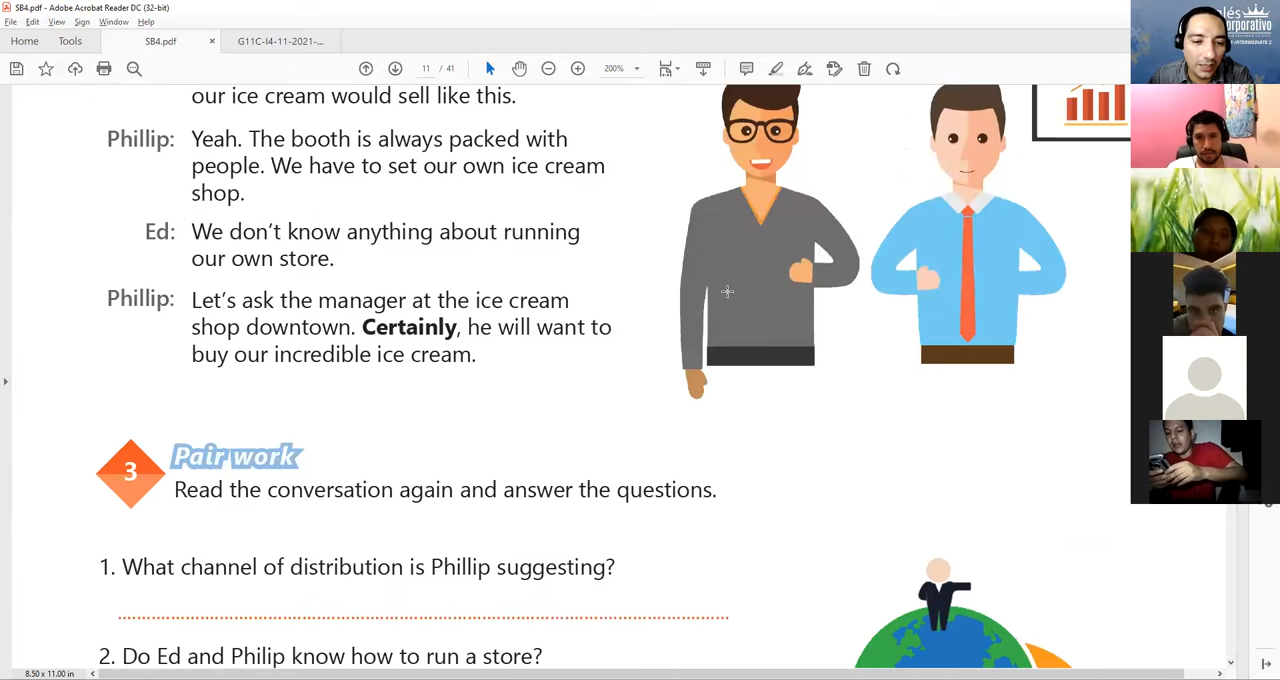 SB4.pdf - Adobe Acrobat Reader DC (32-bit)
File Edit View Sign Window Help
Home Tools SB4.pdf × G11C-I4-11-2021-...
11 / 41 200%
our ice cream would sell like this.
Phillip: Yeah. The booth is always packed with
people. We have to set our own ice cream
shop.
Ed: We don't know anything about running
our own store.
Phillip: Let's ask the manager at the ice cream
shop downtown. Certainly, he will want to
buy our incredible ice cream.
3 Pair work
Read the conversation again and answer the questions.
1. What channel of distribution is Phillip suggesting?
2. Do Ed and Philip know how to run a store?
8.50 x 11.00 in